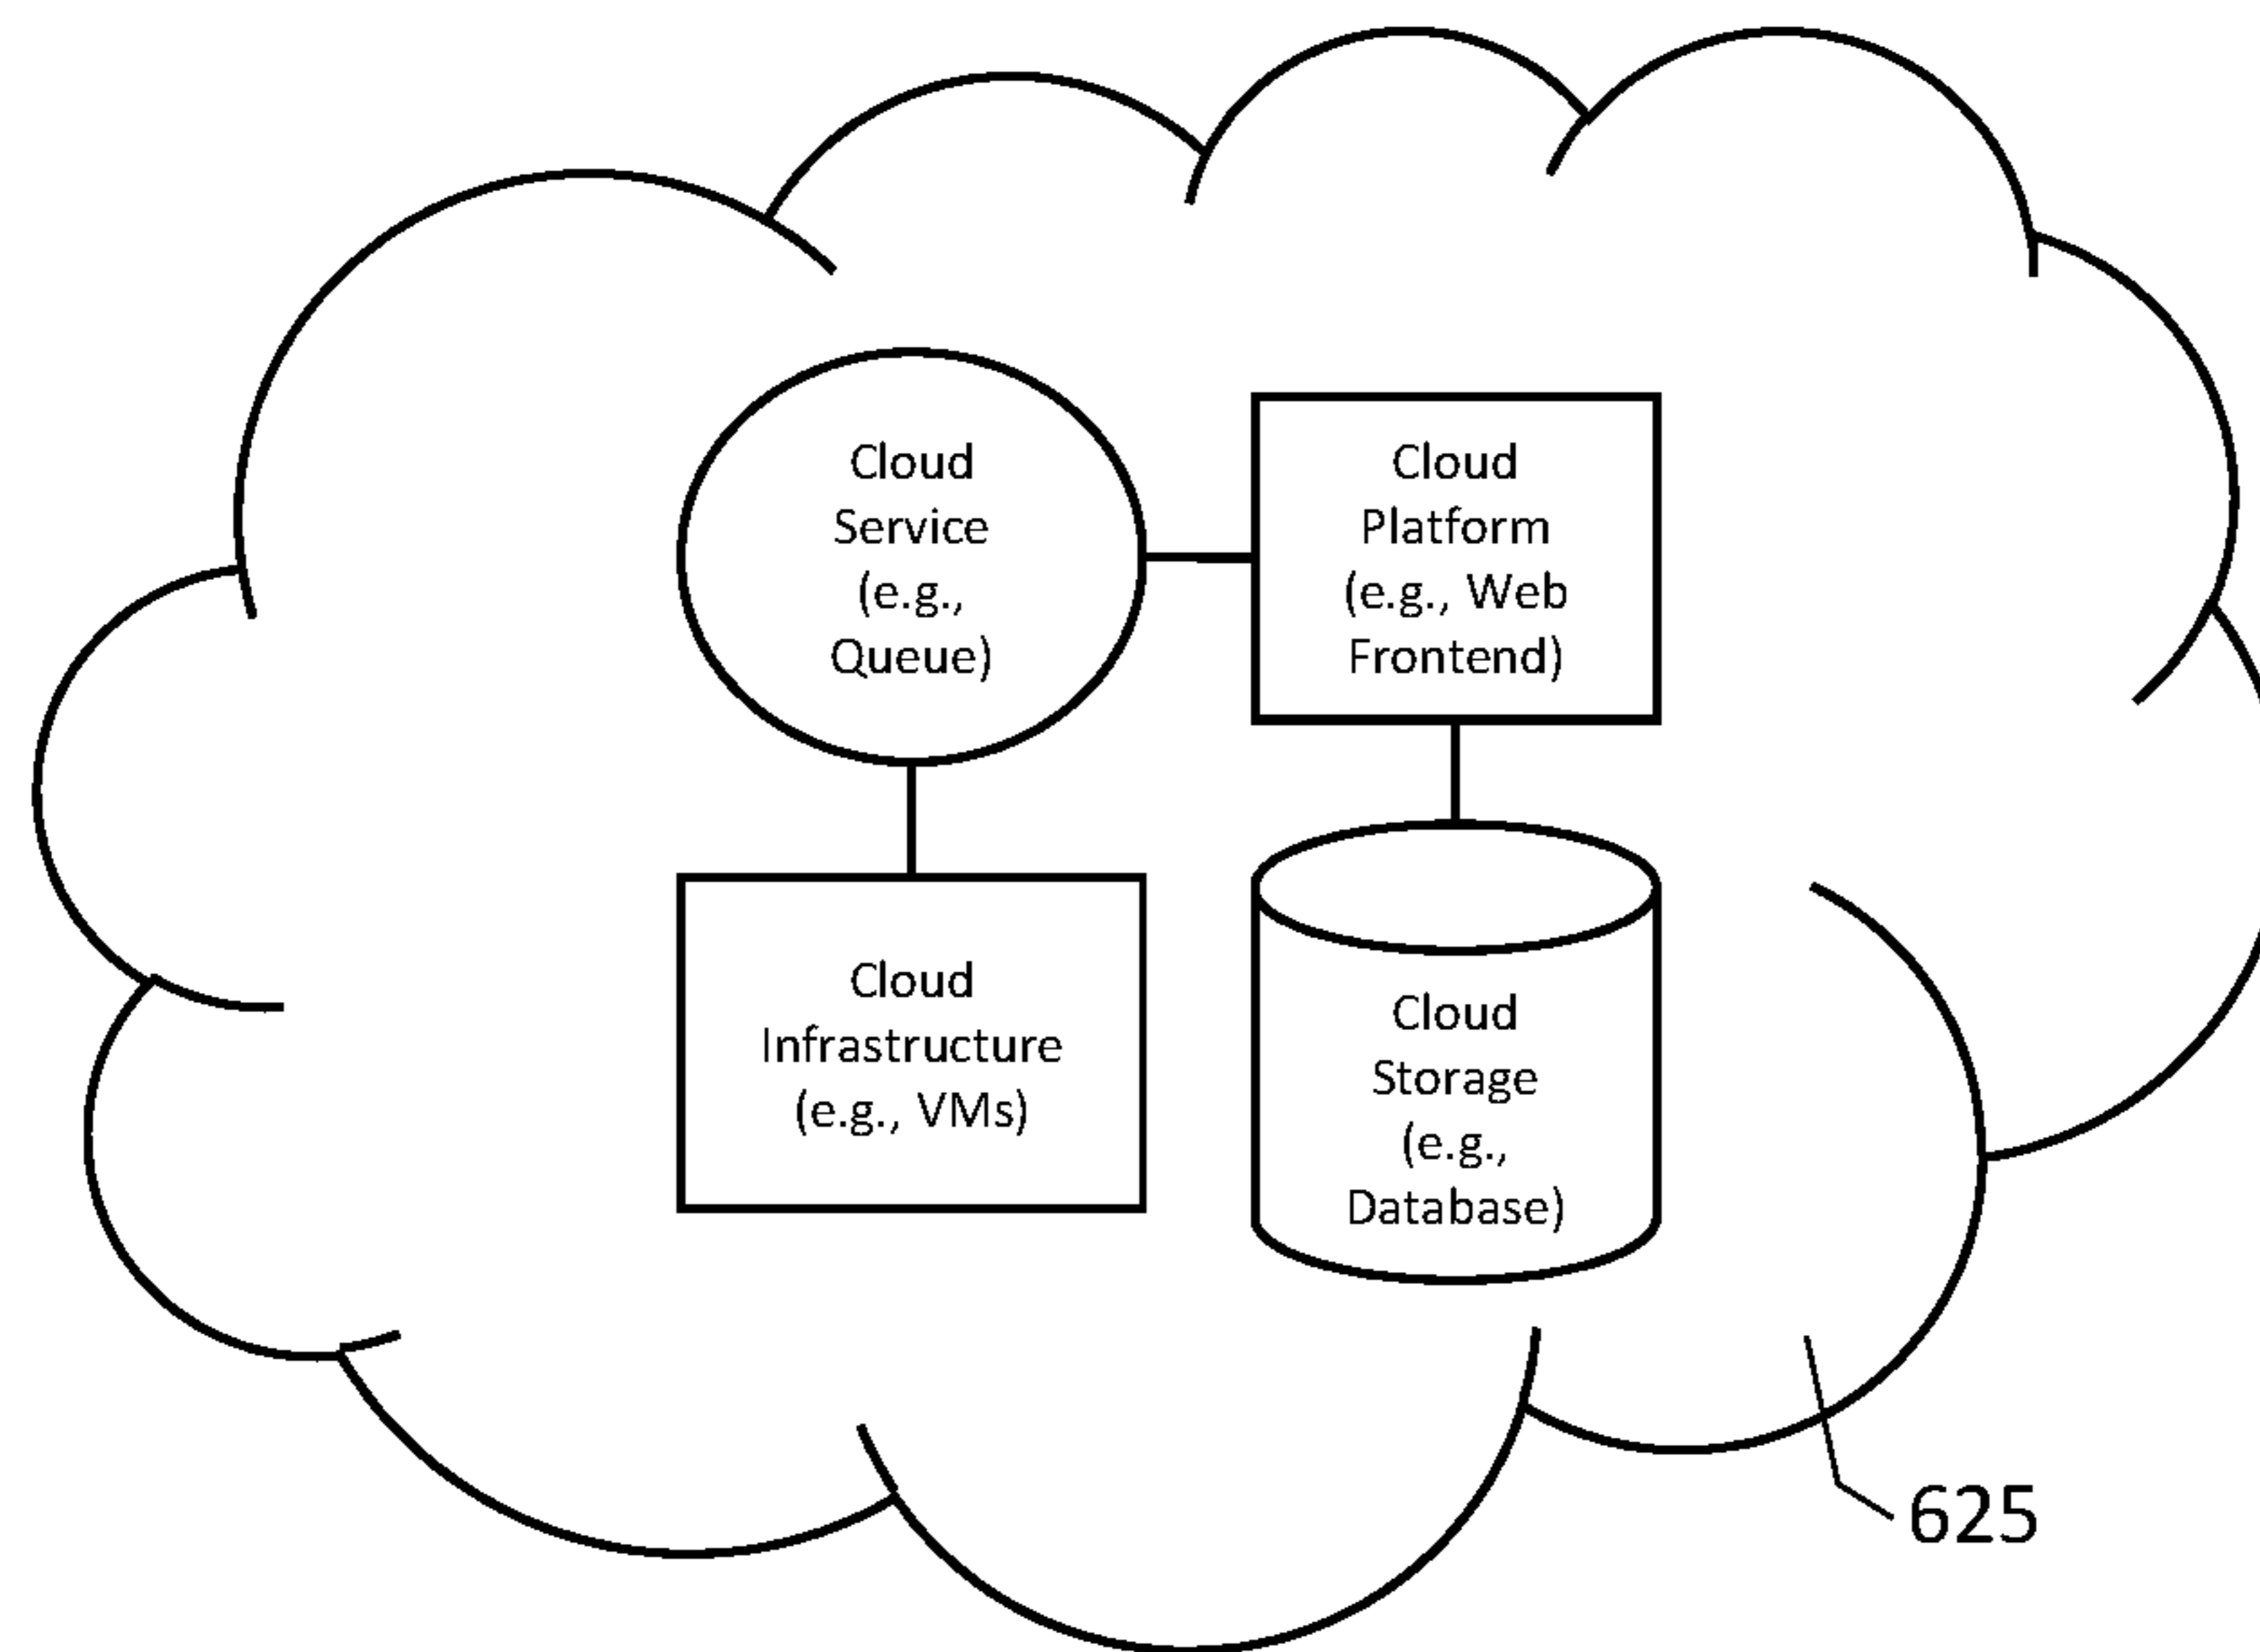 Cloud
Service
(e.g.,
Queue)
Cloud
Platform
(e.g., Web
Frontend)
Cloud
Infrastructure
(e.g., VMs)
Cloud
Storage
(e.g.,
Database)
625